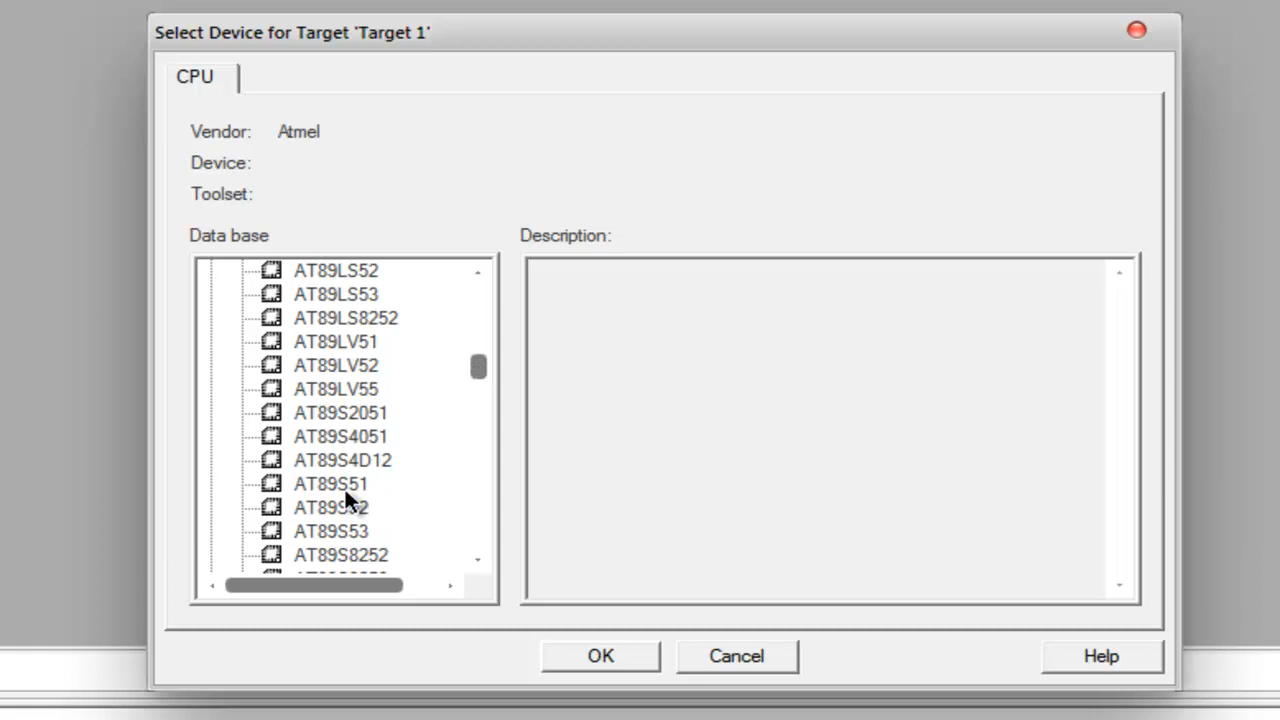 Select Device for Target 'Target 1'
CPU
Vendor: Atmel
Device:
Toolset:
Data base
Description:
AT89LS52
AT89LS53
AT89LS8252
AT89LV51
AT89LV52
AT89LV55
AT89S2051
AT89S4051
AT89S4D12
AT89S51
AT89S52
AT89S53
AT89S8252
OK
Cancel
Help